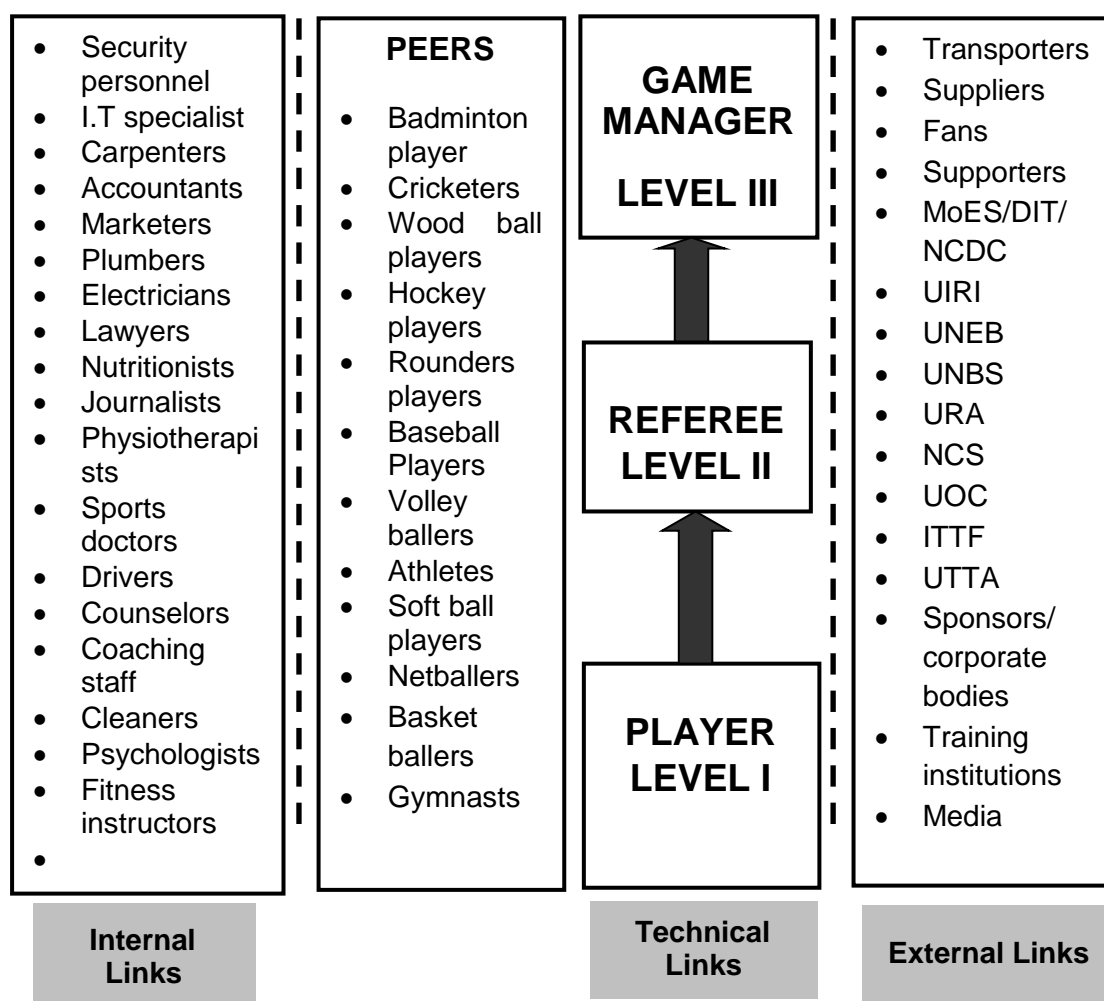 • Security
personnel
• I.T specialist
• Carpenters
• Accountants
• Marketers
• Plumbers
• Electricians
• Lawyers
• Nutritionists
• Journalists
• Physiotherapi
sts
• Sports
doctors
• Drivers
• Counselors
• Coaching
staff
• Cleaners
• Psychologists
• Fitness
instructors
•
Internal
Links
PEERS
• Badminton
player
• Cricketers
• Wood ball
players
• Hockey
players
• Rounders
players
• Baseball
Players
• Volley
ballers
• Athletes
• Soft ball
players
• Netballers
• Basket
ballers
• Gymnasts
GAME
MANAGER
LEVEL III
REFEREE
LEVEL II
PLAYER
LEVEL I
Technical
Links
• Transporters
• Suppliers
• Fans
• Supporters
• MoES/DIT/
NCDC
• UIRI
• UNEB
• UNBS
• URA
• NCS
• UOC
• ITTF
• UTTA
• Sponsors/
corporate
bodies
• Training
institutions
• Media
External Links